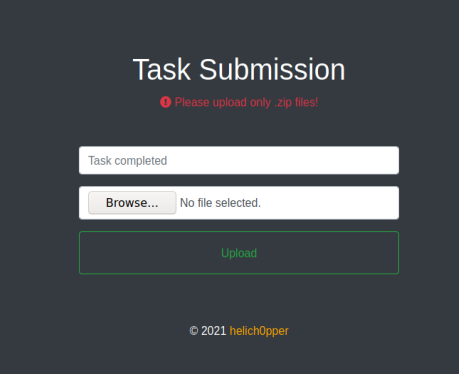 Task Submission
Please upload only .zip files!
Task completed
Browse... No file selected.
Upload
© 2021 helich0pper